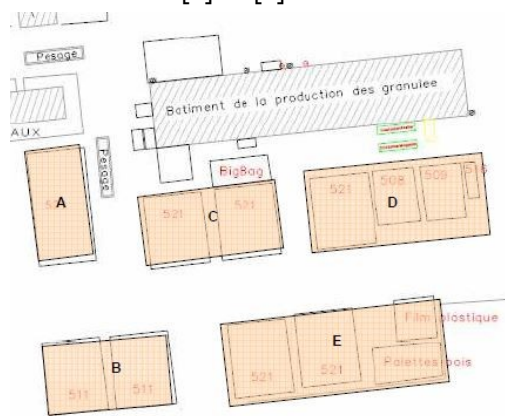 Pesage
Batiment de la production des granulee
AUX
Pesage
BigBag
A
521
C
521
521
508
509
D
Film plastique
E
Palettes bois
521
521
B
511
511